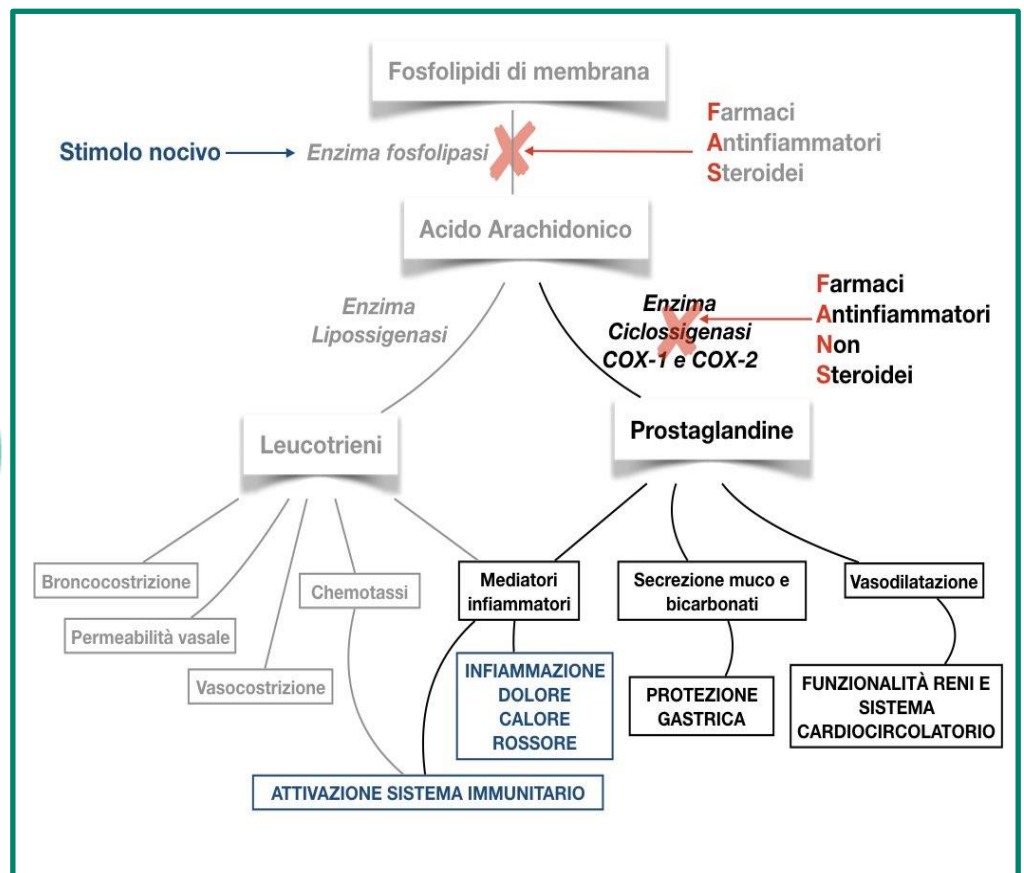 Fosfolipidi di membrana
Stimolo nocivo
Enzima fosfolipasi
Farmaci
Antinfiammatori
Steroidei
Acido Arachidonico
Enzima
Lipossigenasi
Enzima
Ciclossigenasi
COX-1 e COX-2
Farmaci
Antinfiammatori
Non
Steroidei
Leucotrieni
Prostaglandine
Broncocostrizione
Permeabilità vasale
Vasocostrizione
Chemotassi
Mediatori
infiammatori
Secrezione muco e
bicarbonati
Vasodilatazione
INFIAMMAZIONE
DOLORE
CALORE
ROSSORE
PROTEZIONE
GASTRICA
FUNZIONALITÀ RENI E
SISTEMA
CARDIOCIRCOLATORIO
ATTIVAZIONE SISTEMA IMMUNITARIO